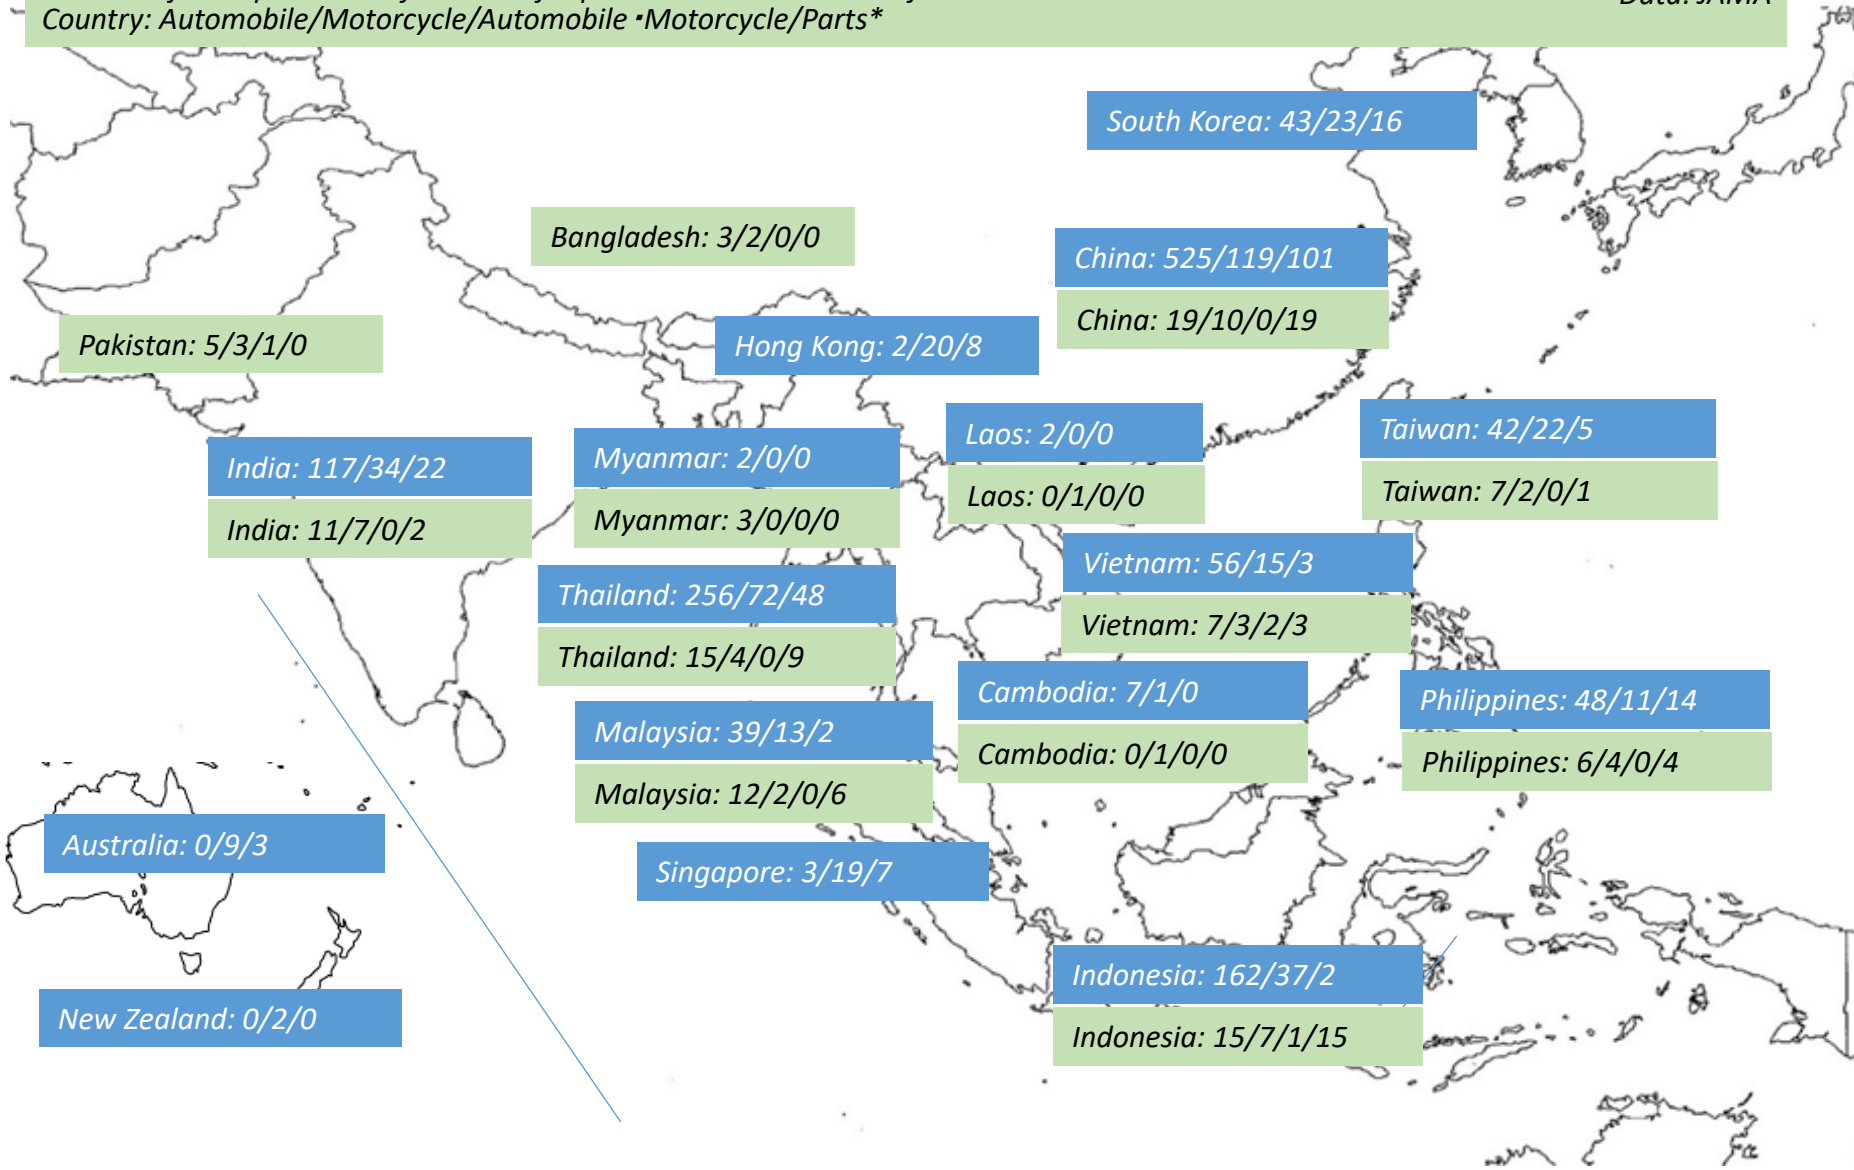 Country: Automobile/Motorcycle/Automobile・Motorcycle/Parts*
Data: JAMA
South Korea: 43/23/16
Bangladesh: 3/2/0/0
China: 525/119/101
China: 19/10/0/19
Pakistan: 5/3/1/0
Hong Kong: 2/20/8
India: 117/34/22
India: 11/7/0/2
Myanmar: 2/0/0
Myanmar: 3/0/0/0
Laos: 2/0/0
Laos: 0/1/0/0
Taiwan: 42/22/5
Taiwan: 7/2/0/1
Thailand: 256/72/48
Thailand: 15/4/0/9
Vietnam: 56/15/3
Vietnam: 7/3/2/3
Malaysia: 39/13/2
Malaysia: 12/2/0/6
Cambodia: 7/1/0
Cambodia: 0/1/0/0
Philippines: 48/11/14
Philippines: 6/4/0/4
Australia: 0/9/3
Singapore: 3/19/7
New Zealand: 0/2/0
Indonesia: 162/37/2
Indonesia: 15/7/1/15